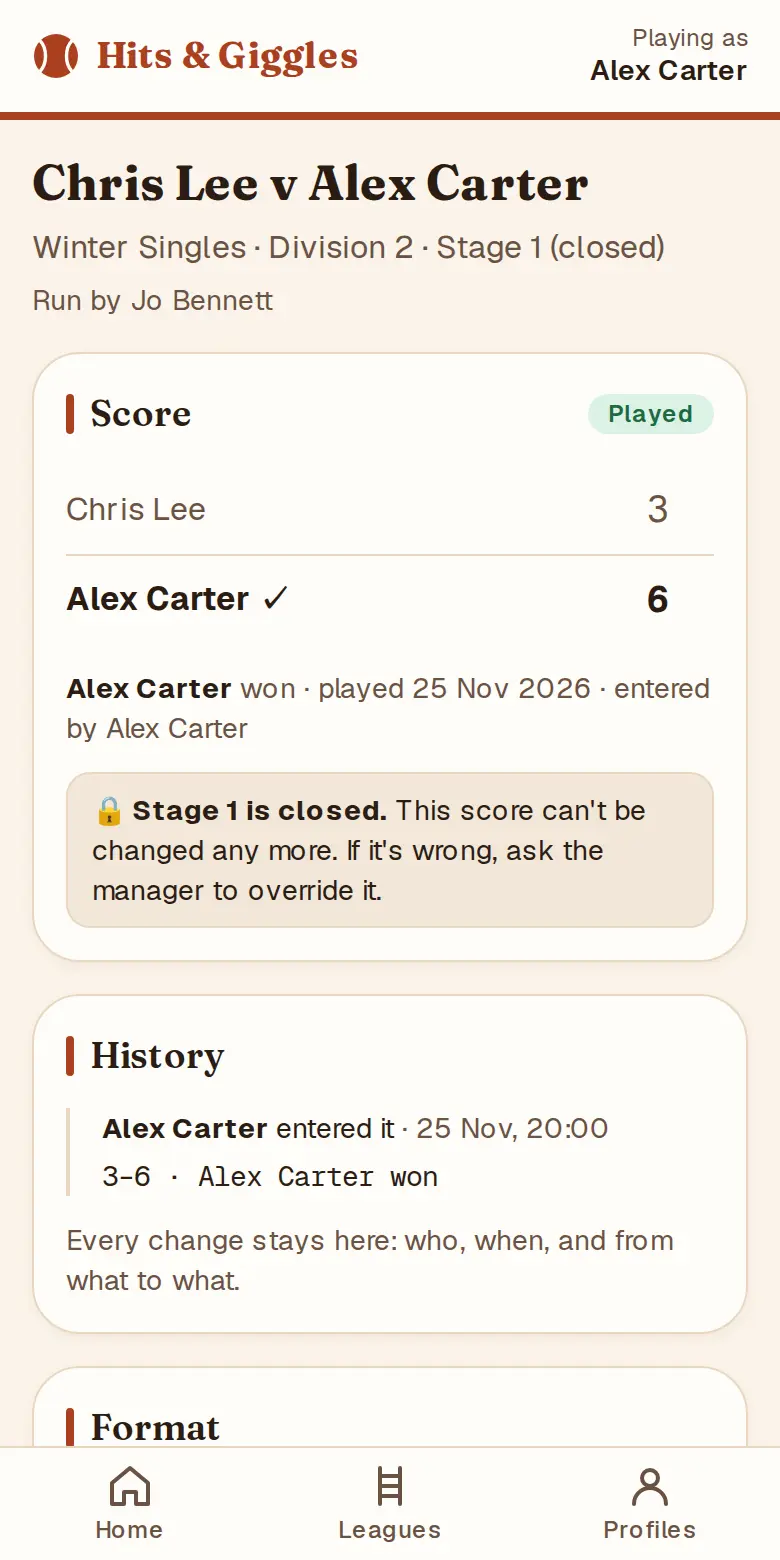 Hits & Giggles
Playing as
Alex Carter
Chris Lee v Alex Carter
Winter Singles · Division 2 · Stage 1 (closed)
Run by Jo Bennett
Score
Played
Chris Lee 3
Alex Carter ✓ 6
Alex Carter won · played 25 Nov 2026 · entered
by Alex Carter
🔒 Stage 1 is closed. This score can't be
changed any more. If it's wrong, ask the
manager to override it.
History
Alex Carter entered it · 25 Nov, 20:00
3–6 · Alex Carter won
Every change stays here: who, when, and from
what to what.
Format
Home
Leagues
Profiles